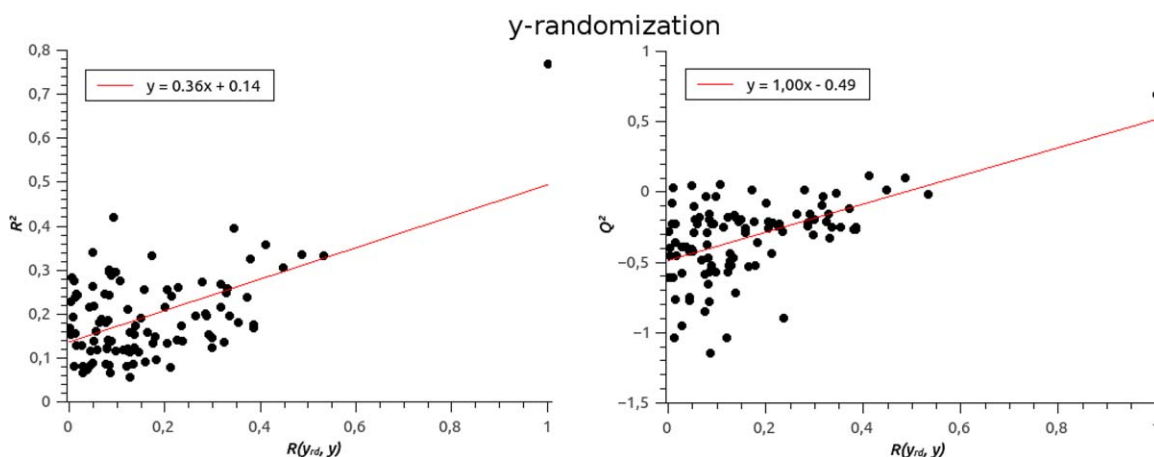 y-randomization
0,8
0,7
0,6
0,5
0,4
0,3
0,2
0,1
0
R²
y = 0.36x + 0.14
0 0,2 0,4 0,6 0,8 1
R(yrd, y)
1
0,5
0
−0,5
−1
−1,5
Q²
y = 1,00x - 0.49
0 0,2 0,4 0,6 0,8 1
R(yrd, y)